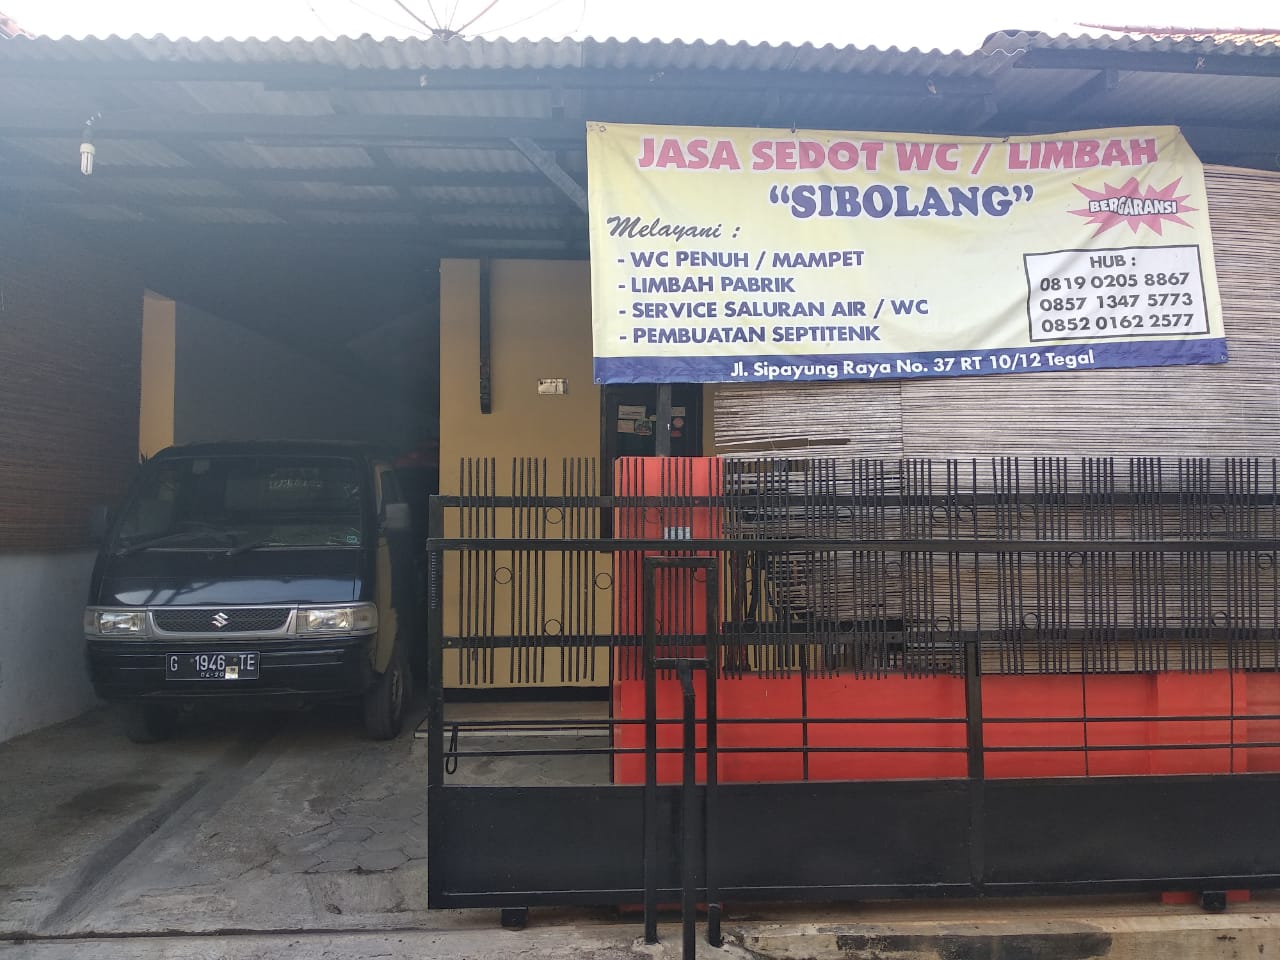 JASA SEDOT WC / LIMBAH
"SIBOLANG"
BERGARANSI
Melayani :
- WC PENUH / MAMPET
- LIMBAH PABRIK
- SERVICE SALURAN AIR / WC
- PEMBUATAN SEPTITENK
HUB :
0819 0205 8867
0857 1347 5773
0852 0162 2577
Jl. Sipayung Raya No. 37 RT 10/12 Tegal
G 1946 TE
04·20